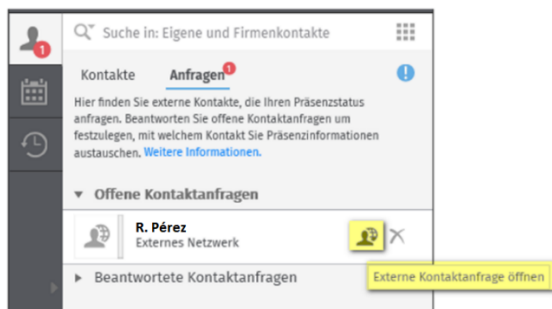 Suche in: Eigene und Firmenkontakte
1
Kontakte
Anfragen
1
Hier finden Sie externe Kontakte, die Ihren Präsenzstatus
anfragen. Beantworten Sie offene Kontaktanfragen um
festzulegen, mit welchem Kontakt Sie Präsenzinformationen
austauschen. Weitere Informationen.
Offene Kontaktanfragen
R. Pérez
Externes Netzwerk
Beantwortete Kontaktanfragen
Externe Kontaktanfrage öffnen